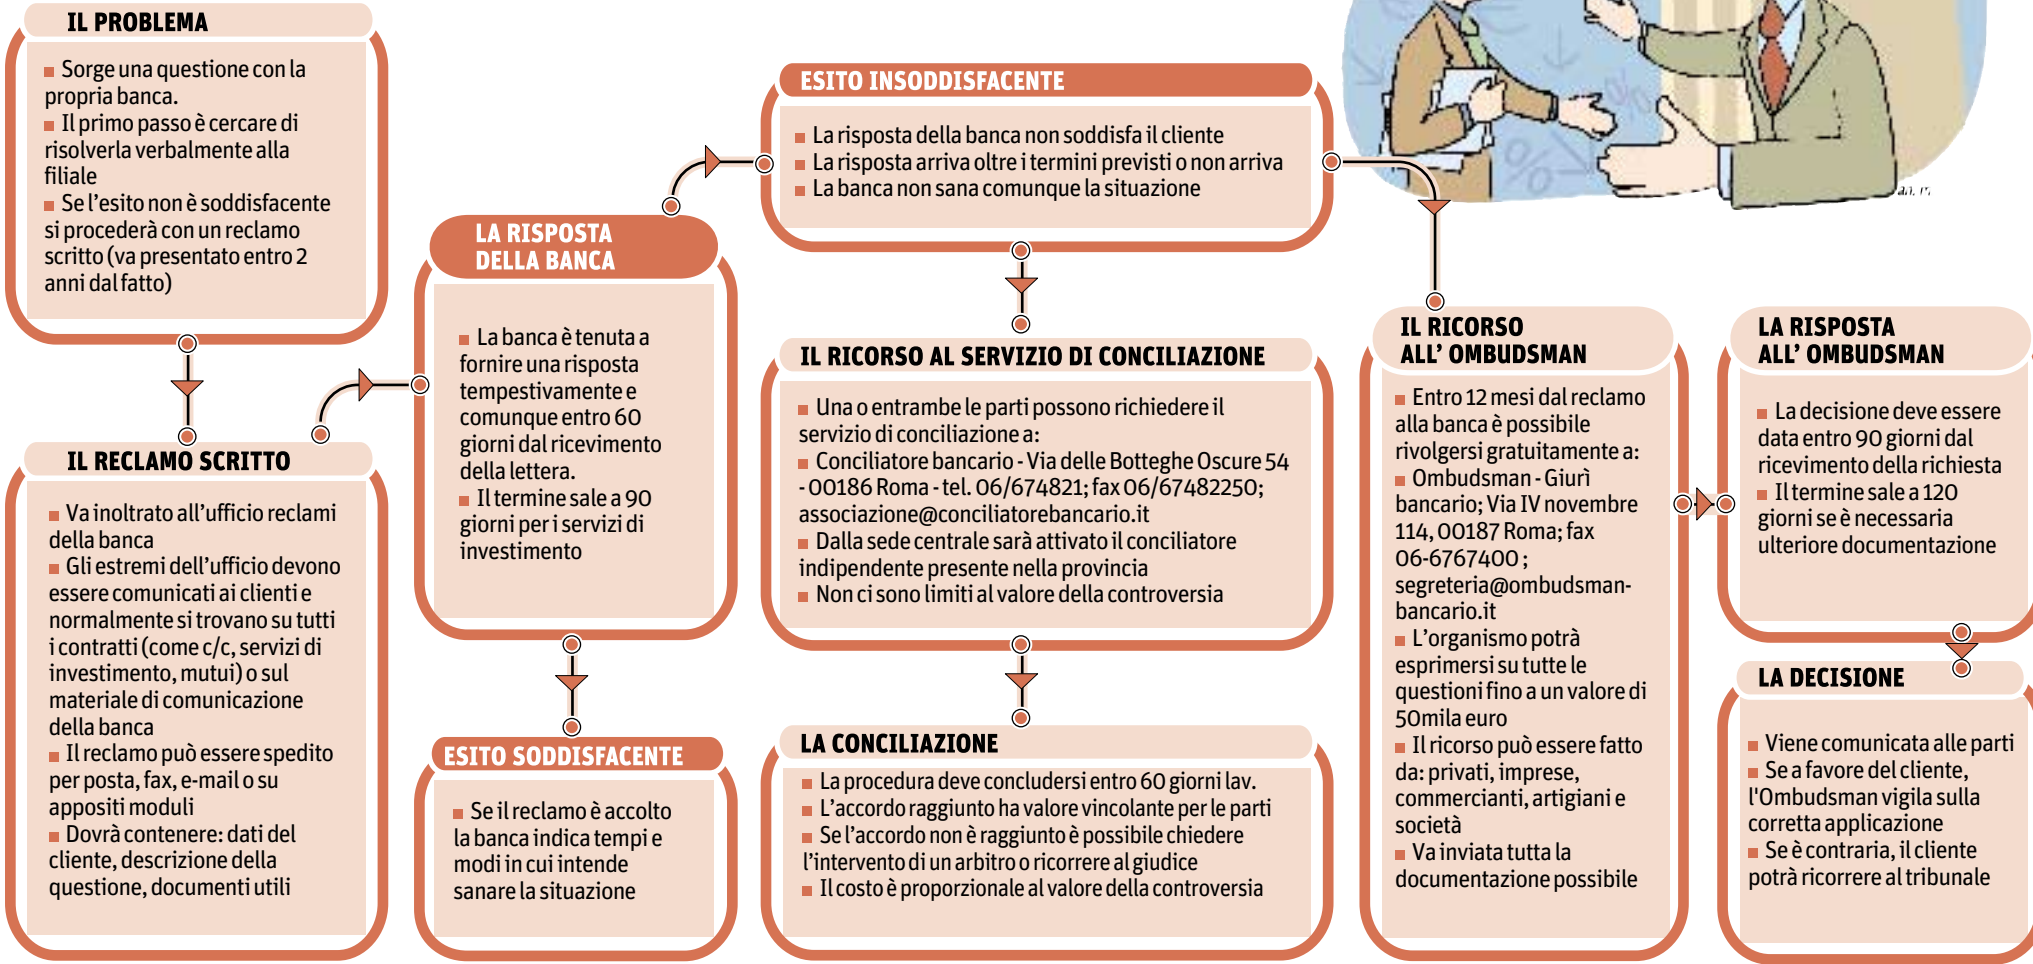 IL PROBLEMA
■ Sorge una questione con la
propria banca.
■ Il primo passo è cercare di
risolverla verbalmente alla
filiale
■ Se l'esito non è soddisfacente
si procederà con un reclamo
scritto (va presentato entro 2
anni dal fatto)
IL RECLAMO SCRITTO
■ Va inoltrato all'ufficio reclami
della banca
■ Gli estremi dell'ufficio devono
essere comunicati ai clienti e
normalmente si trovano su tutti
i contratti (come c/c, servizi di
investimento, mutui) o sul
materiale di comunicazione
della banca
■ Il reclamo può essere spedito
per posta, fax, e-mail o su
appositi moduli
■ Dovrà contenere: dati del
cliente, descrizione della
questione, documenti utili
LA RISPOSTA
DELLA BANCA
■ La banca è tenuta a
fornire una risposta
tempestivamente e
comunque entro 60
giorni dal ricevimento
della lettera.
■ Il termine sale a 90
giorni per i servizi di
investimento
ESITO SODDISFACENTE
■ Se il reclamo è accolto
la banca indica tempi e
modi in cui intende
sanare la situazione
ESITO INSODDISFACENTE
■ La risposta della banca non soddisfa il cliente
■ La risposta arriva oltre i termini previsti o non arriva
■ La banca non sana comunque la situazione
IL RICORSO AL SERVIZIO DI CONCILIAZIONE
■ Una o entrambe le parti possono richiedere il
servizio di conciliazione a:
■ Conciliatore bancario - Via delle Botteghe Oscure 54
- 00186 Roma - tel. 06/674821; fax 06/67482250;
associazione@conciliatorebancario.it
■ Dalla sede centrale sarà attivato il conciliatore
indipendente presente nella provincia
■ Non ci sono limiti al valore della controversia
LA CONCILIAZIONE
■ La procedura deve concludersi entro 60 giorni lav.
■ L'accordo raggiunto ha valore vincolante per le parti
■ Se l'accordo non è raggiunto è possibile chiedere
l'intervento di un arbitro o ricorrere al giudice
■ Il costo è proporzionale al valore della controversia
IL RICORSO
ALL' OMBUDSMAN
■ Entro 12 mesi dal reclamo
alla banca è possibile
rivolgersi gratuitamente a:
■ Ombudsman - Giurì
bancario; Via IV novembre
114, 00187 Roma; fax
06-6767400 ;
segreteria@ombudsman-
bancario.it
■ L'organismo potrà
esprimersi su tutte le
questioni fino a un valore di
50mila euro
■ Il ricorso può essere fatto
da: privati, imprese,
commercianti, artigiani e
società
■ Va inviata tutta la
documentazione possibile
LA RISPOSTA
ALL' OMBUDSMAN
■ La decisione deve essere
data entro 90 giorni dal
ricevimento della richiesta
■ Il termine sale a 120
giorni se è necessaria
ulteriore documentazione
LA DECISIONE
■ Viene comunicata alle parti
■ Se a favore del cliente,
l'Ombudsman vigila sulla
corretta applicazione
■ Se è contraria, il cliente
potrà ricorrere al tribunale